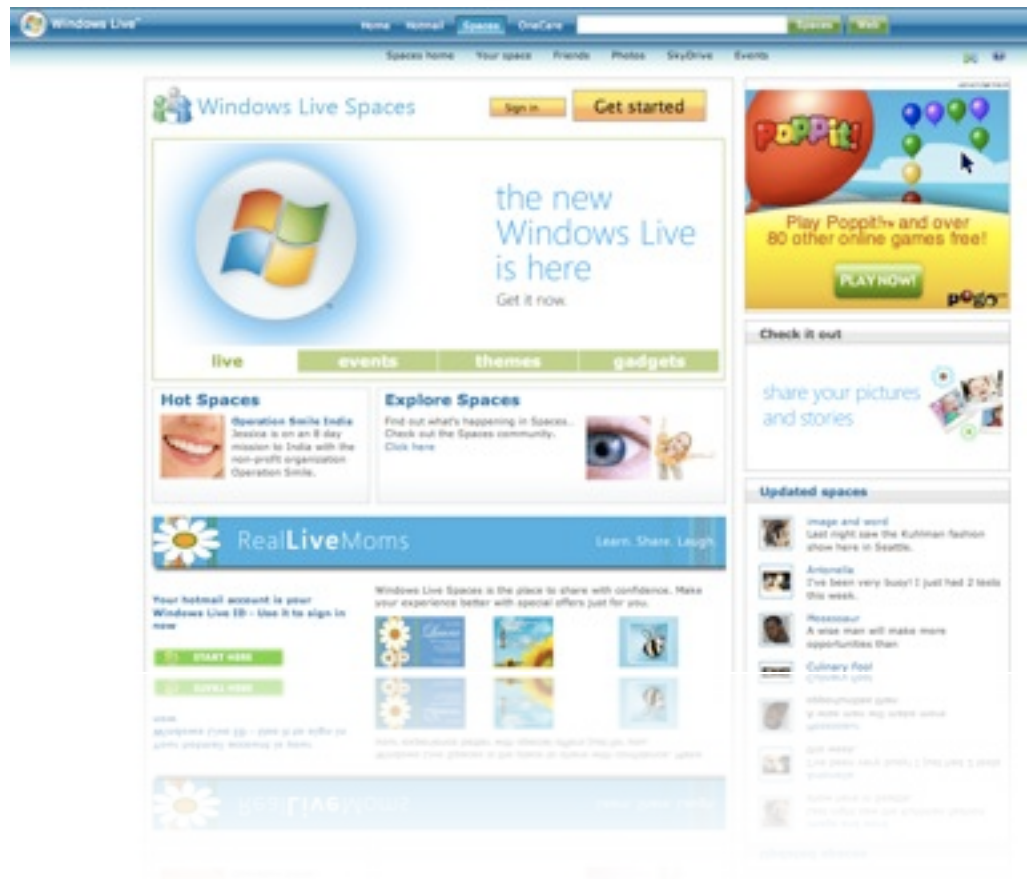 Windows Live™
Home Hotmail Spaces OneCare
Spaces Web
Spaces home Your space Friends Photos SkyDrive Events
Windows Live Spaces
Sign in
Get started
the new
Windows Live
is here
Get it now.
live events themes gadgets
Hot Spaces
Operation Smile India
Jessica is on an 8 day
mission to India with the
non-profit organization
Operation Smile.
Explore Spaces
Find out what's happening in Spaces.
Check out the Spaces community.
Click here
RealLiveMoms
Learn. Share. Laugh.
Your hotmail account is your
Windows Live ID - Use it to sign in
now
START HERE
Windows Live Spaces is the place to share with confidence. Make
your experience better with special offers just for you.
POPPit!
Play Poppit!™ and over
80 other online games free!
PLAY NOW!
pogo
Check it out
share your pictures
and stories
Updated spaces
image and word
Last night saw the Kuhlman fashion
show here in Seattle.
Antonella
I've been very busy! I just had 2 tests
this week.
A wise man will make more
opportunities than
Culinary Fool